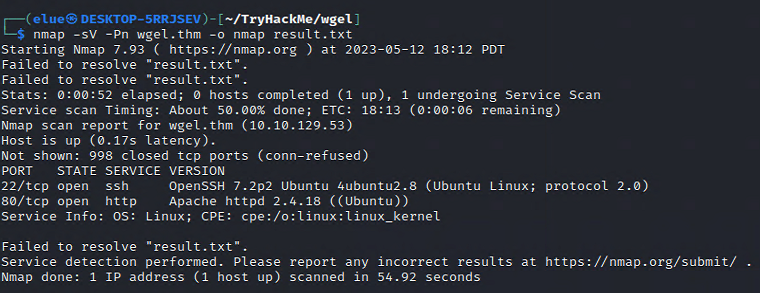 ┌──(elue㉿DESKTOP-5RRJSEV)-[~/TryHackMe/wgel]
└─$ nmap -sV -Pn wgel.thm -o nmap result.txt
Starting Nmap 7.93 ( https://nmap.org ) at 2023-05-12 18:12 PDT
Failed to resolve "result.txt".
Failed to resolve "result.txt".
Stats: 0:00:52 elapsed; 0 hosts completed (1 up), 1 undergoing Service Scan
Service scan Timing: About 50.00% done; ETC: 18:13 (0:00:06 remaining)
Nmap scan report for wgel.thm (10.10.129.53)
Host is up (0.17s latency).
Not shown: 998 closed tcp ports (conn-refused)
PORT   STATE SERVICE VERSION
22/tcp open  ssh     OpenSSH 7.2p2 Ubuntu 4ubuntu2.8 (Ubuntu Linux; protocol 2.0)
80/tcp open  http    Apache httpd 2.4.18 ((Ubuntu))
Service Info: OS: Linux; CPE: cpe:/o:linux:linux_kernel

Failed to resolve "result.txt".
Service detection performed. Please report any incorrect results at https://nmap.org/submit/ .
Nmap done: 1 IP address (1 host up) scanned in 54.92 seconds